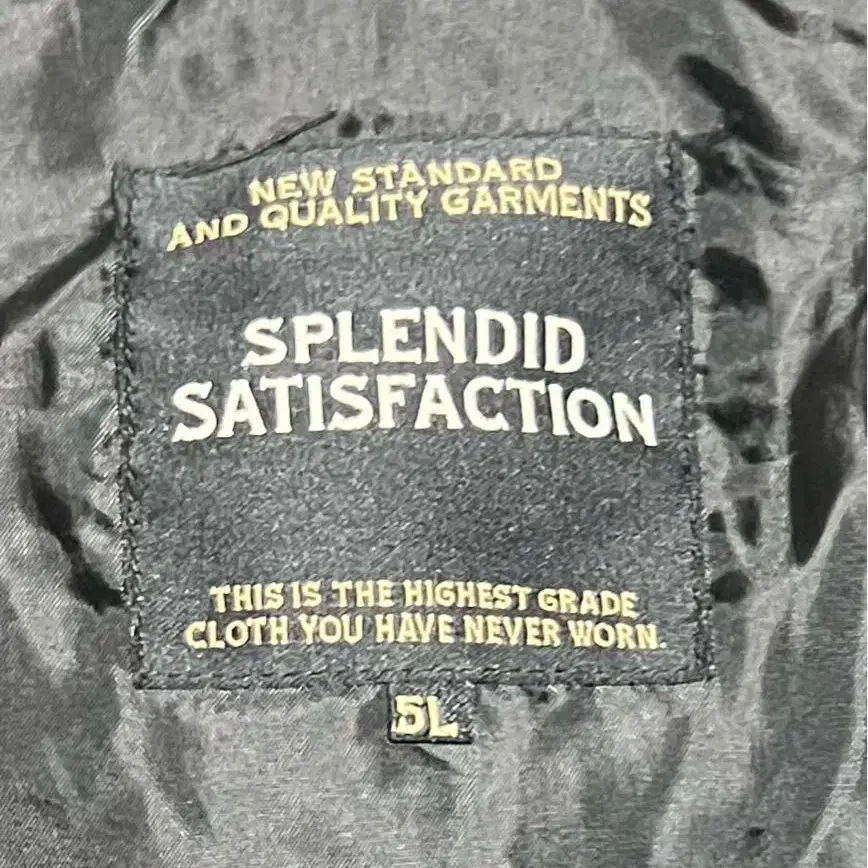 NEW STANDARD
AND QUALITY GARMENTS
SPLENDID
SATISFACTION
THIS IS THE HIGHEST GRADE
CLOTH YOU HAVE NEVER WORN.
5L